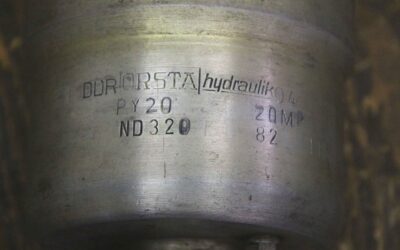 DDR ORSTA hydraulik
PY20 20MP
ND320 82